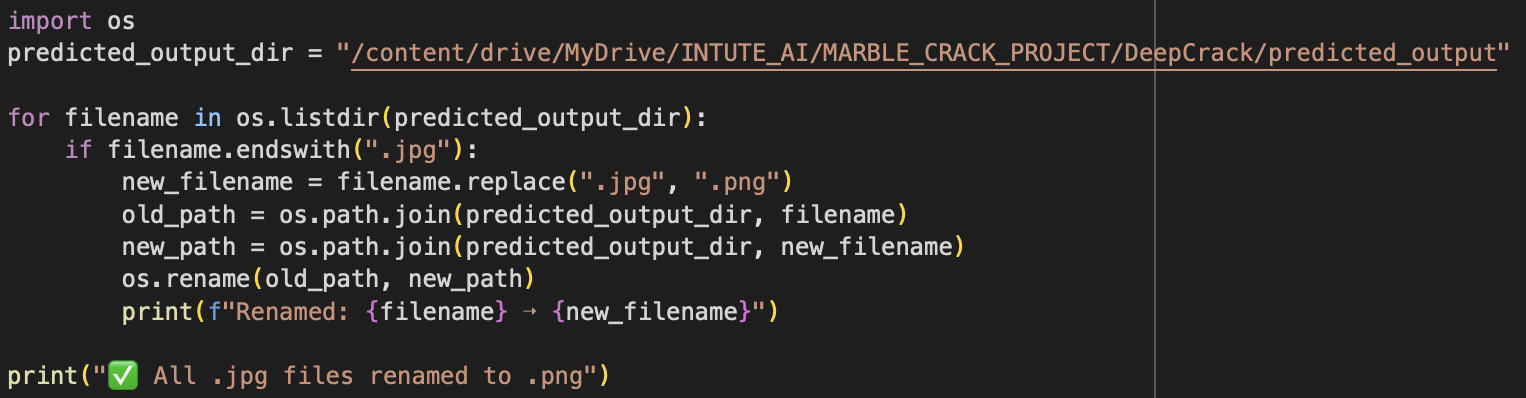 import os
predicted_output_dir = "/content/drive/MyDrive/INTUTE_AI/MARBLE_CRACK_PROJECT/DeepCrack/predicted_output"
for filename in os.listdir(predicted_output_dir):
    if filename.endswith(".jpg"):
        new_filename = filename.replace(".jpg", ".png")
        old_path = os.path.join(predicted_output_dir, filename)
        new_path = os.path.join(predicted_output_dir, new_filename)
        os.rename(old_path, new_path)
        print(f"Renamed: {filename} → {new_filename}")
print("✅ All .jpg files renamed to .png")